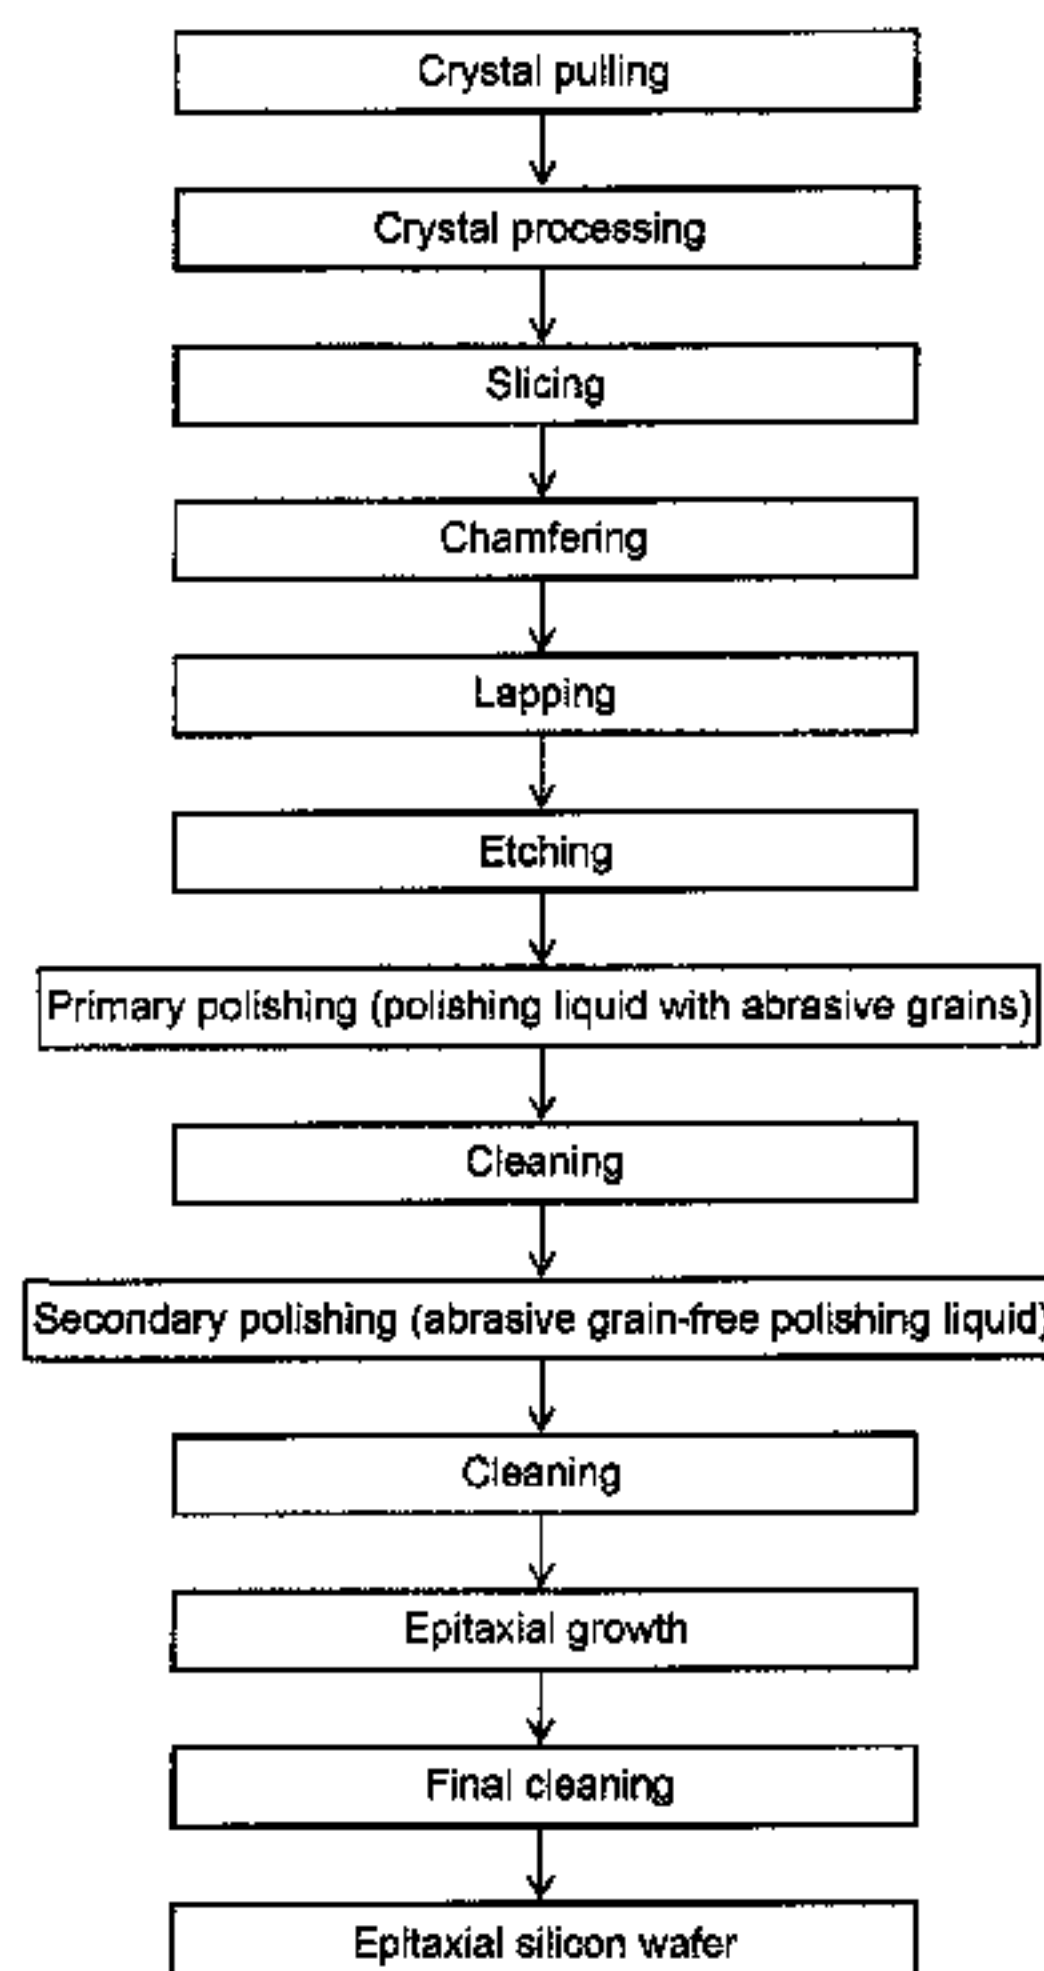 Crystal pulling
Crystal processing
Slicing
Chamfering
Lapping
Etching
Primary polishing (polishing liquid with abrasive grains)
Cleaning
Secondary polishing (abrasive grain-free polishing liquid)
Cleaning
Epitaxial growth
Final cleaning
Epitaxial silicon wafer